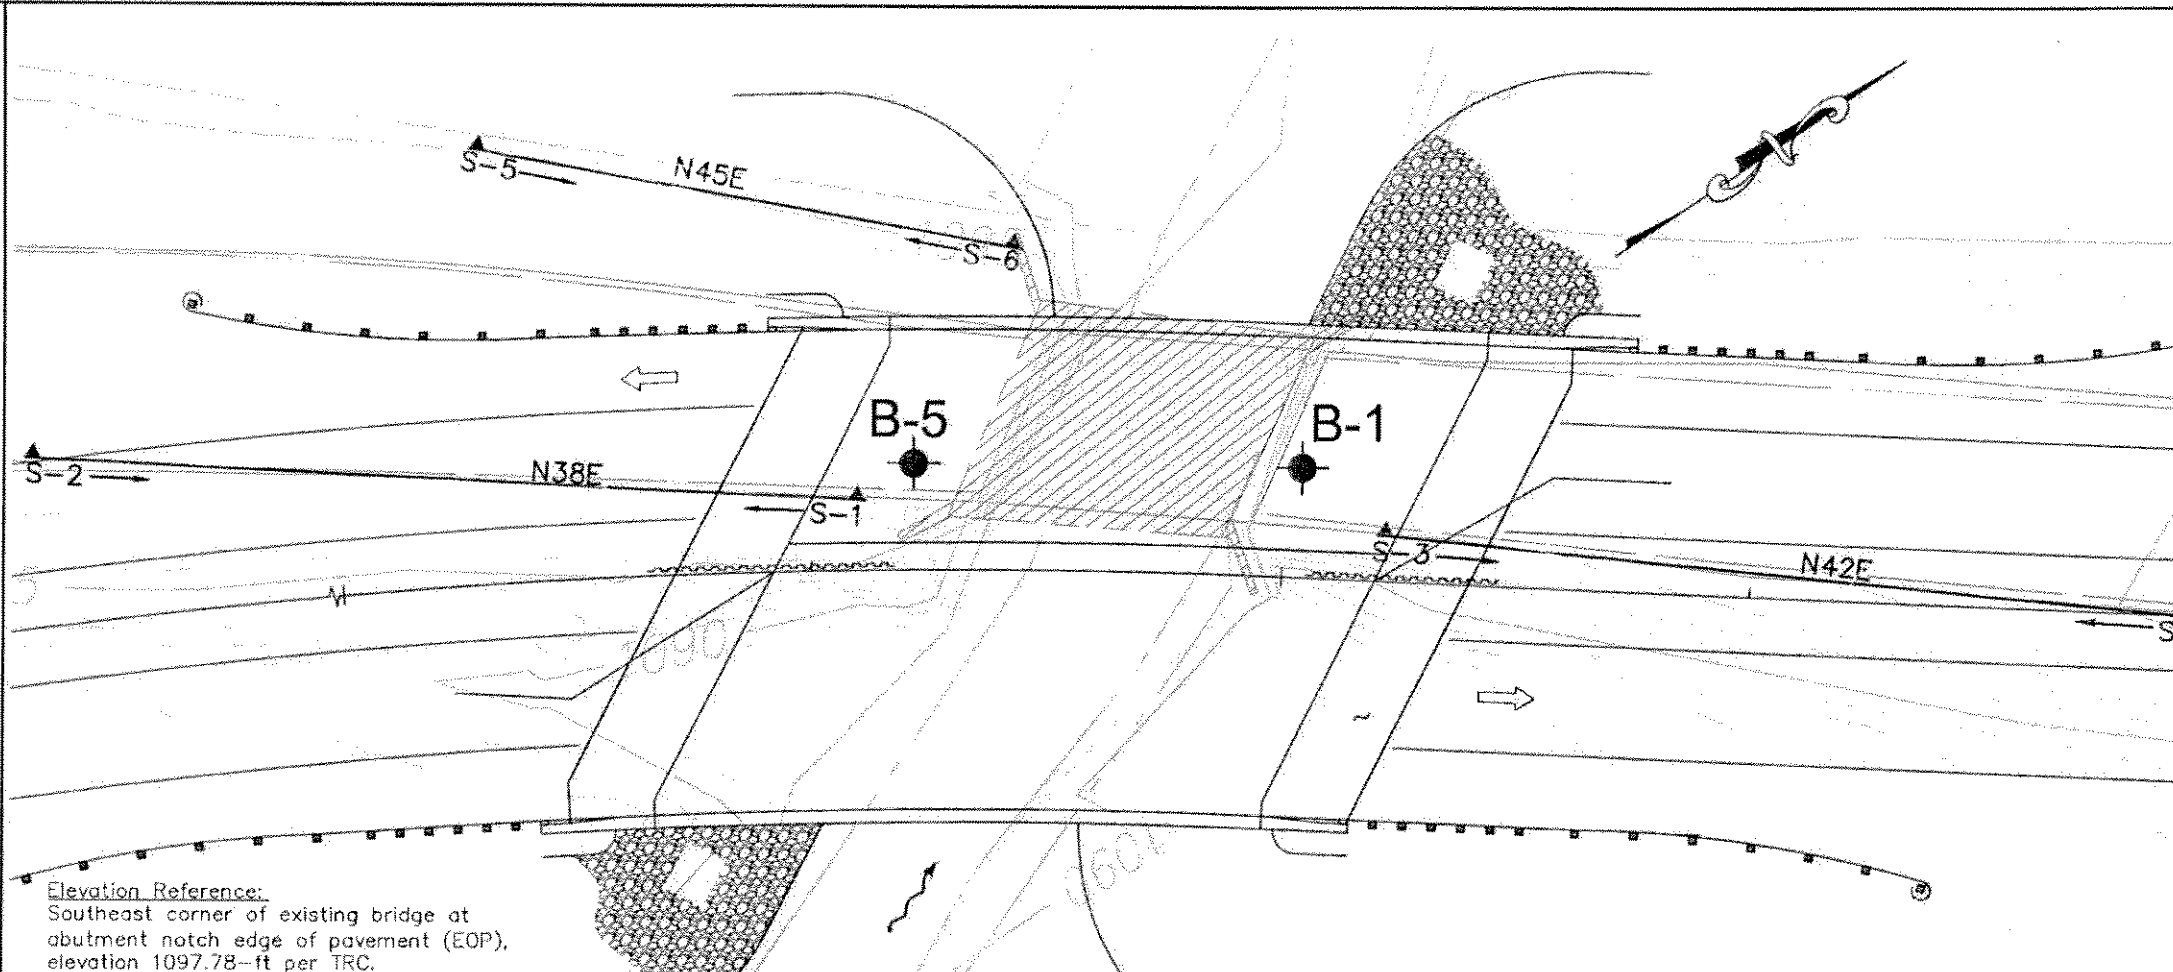 S-5
N45E
S-6
N
B-5
B-1
S-2
N38E
S-1
S-3
N42E
S
1090
1090
Elevation Reference:
Southeast corner of existing bridge at
abutment notch edge of pavement (EOP),
elevation 1097.78-ft per TRC.